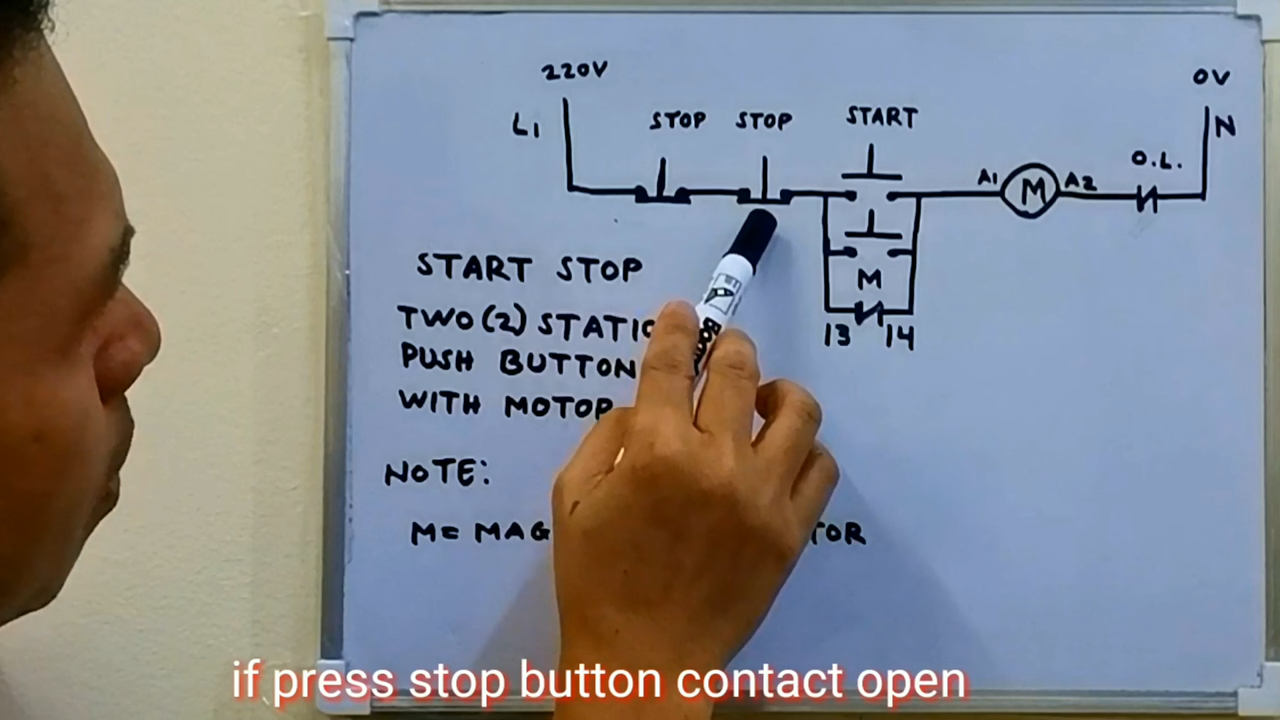 220V
0V
L1
STOP STOP START
N
O.L.
A1 M A2
START STOP
M
TWO(2) STATIO
13 14
PUSH BUTTON
WITH MOTOR
NOTE:
M= MAG TOR
if press stop button contact open